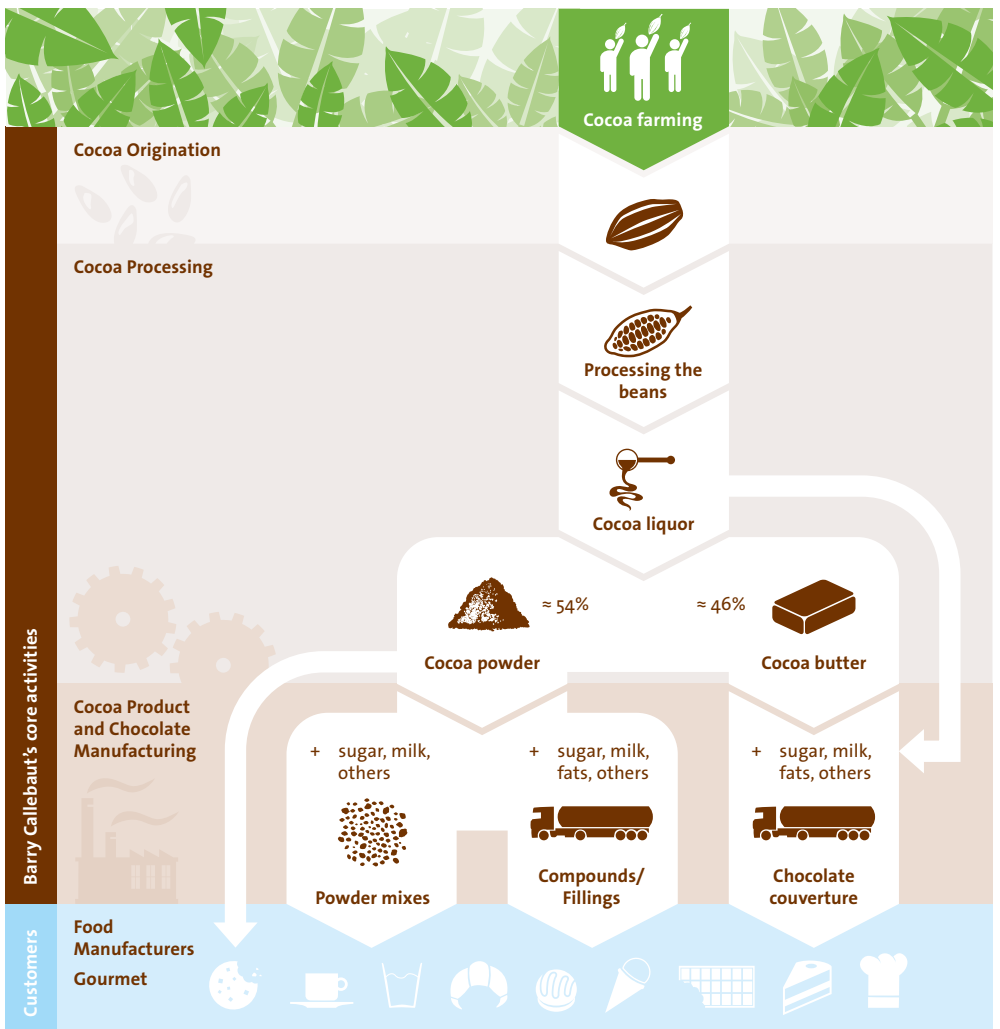 Cocoa farming
Cocoa Origination
Cocoa Processing
Processing the
beans
Cocoa liquor
≈ 54%
≈ 46%
Cocoa powder
Cocoa butter
Barry Callebaut's core activities
Cocoa Product
and Chocolate
Manufacturing
+ sugar, milk,
others
+ sugar, milk,
fats, others
+ sugar, milk,
fats, others
Powder mixes
Compounds/
Fillings
Chocolate
couverture
Customers
Food
Manufacturers
Gourmet